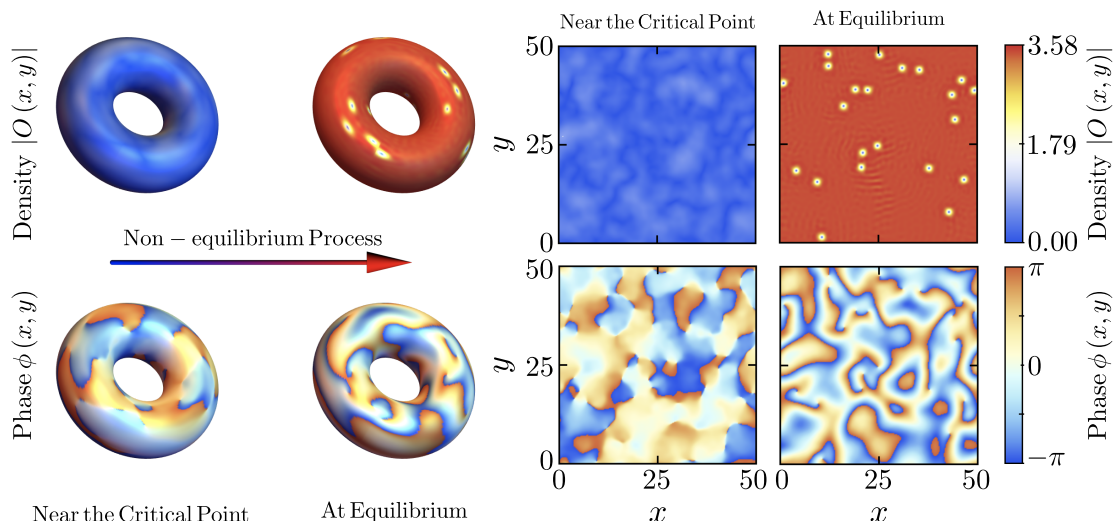 Near the Critical Point
At Equilibrium
Density |O (x, y)|
50
25
0
y
3.58
1.79
0.00
Density |O (x, y)|
Non − equilibrium Process
Phase ϕ (x, y)
50
25
0
y
0
25
50
0
25
50
x
x
π
0
−π
Phase ϕ (x, y)
Near the Critical Point
At Equilibrium